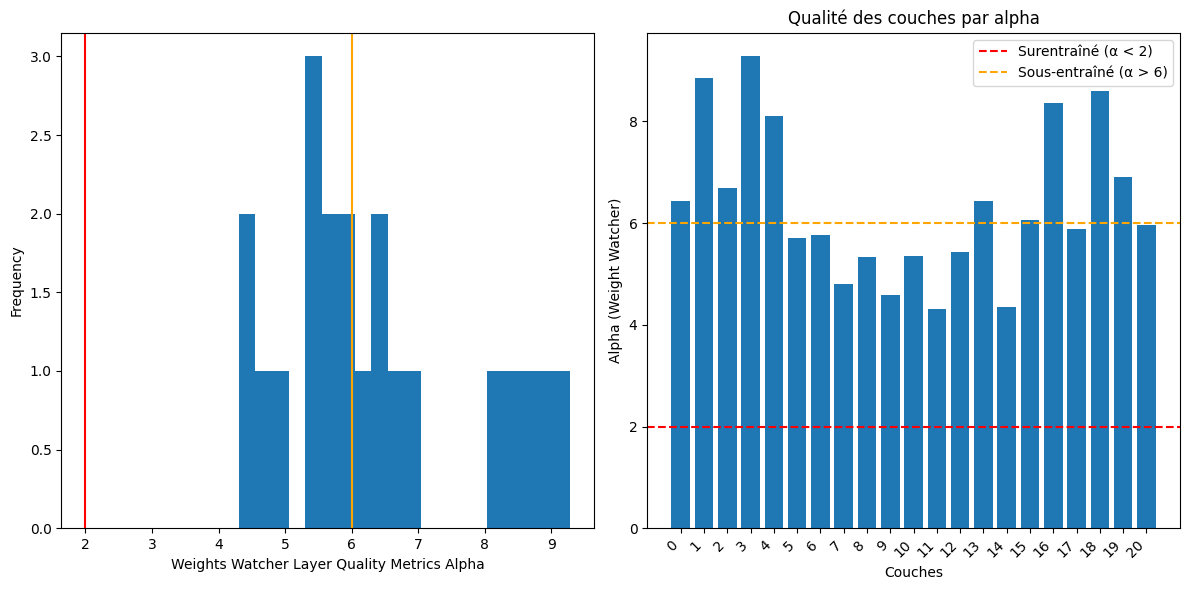 3.0
2.5
2.0
1.5
1.0
0.5
0.0
Frequency
2 3 4 5 6 7 8 9
Weights Watcher Layer Quality Metrics Alpha
Qualité des couches par alpha
Surentraîné (α < 2)
Sous-entraîné (α > 6)
8
6
4
2
0
Alpha (Weight Watcher)
0 1 2 3 4 5 6 7 8 9 10 11 12 13 14 15 16 17 18 19 20
Couches